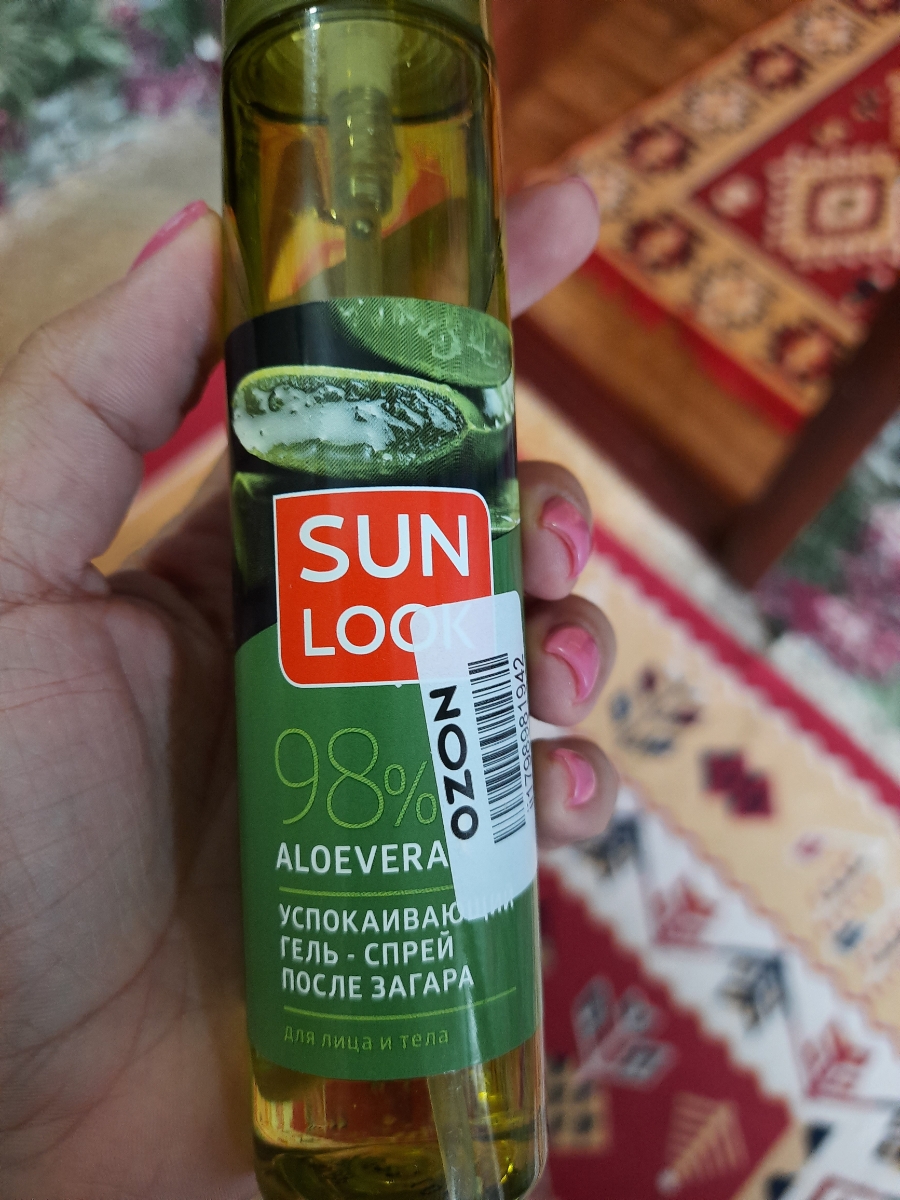 SUN
LOOK
98%
ALOEVERA
OZON
ГЕЛЬ - СПРЕЙ
ПОСЛЕ ЗАГАРА
для лица и тела